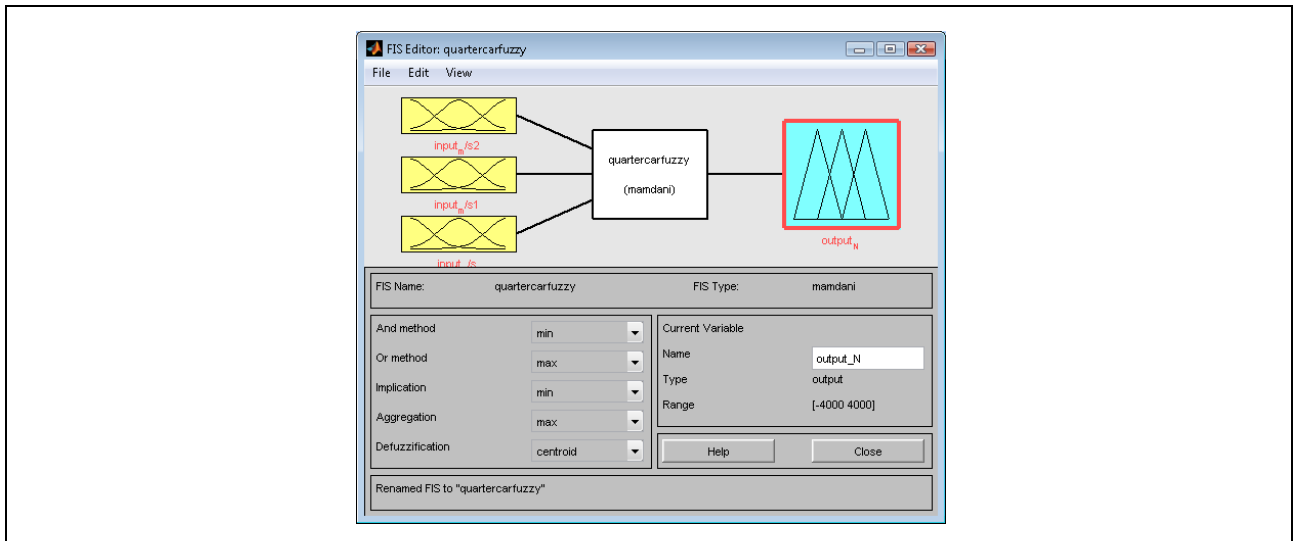 FIS Editor: quartercarfuzzy
File Edit View
input_m/s2
input_m/s1
input_/s
quartercarfuzzy
(mamdani)
output_N
FIS Name: quartercarfuzzy FIS Type: mamdani
And method min
Or method max
Implication min
Aggregation max
Defuzzification centroid
Current Variable
Name output_N
Type output
Range [-4000 4000]
Help Close
Renamed FIS to "quartercarfuzzy"